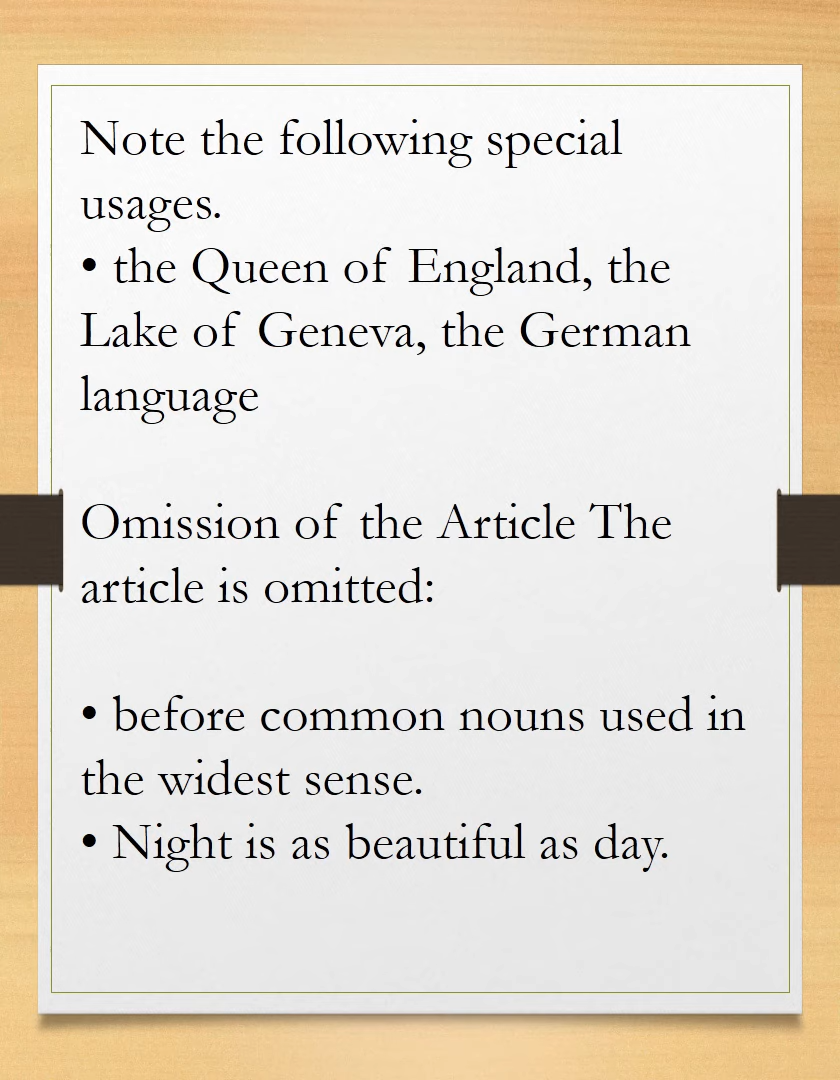 Note the following special
usages.
• the Queen of England, the
Lake of Geneva, the German
language
Omission of the Article The
article is omitted:
• before common nouns used in
the widest sense.
• Night is as beautiful as day.